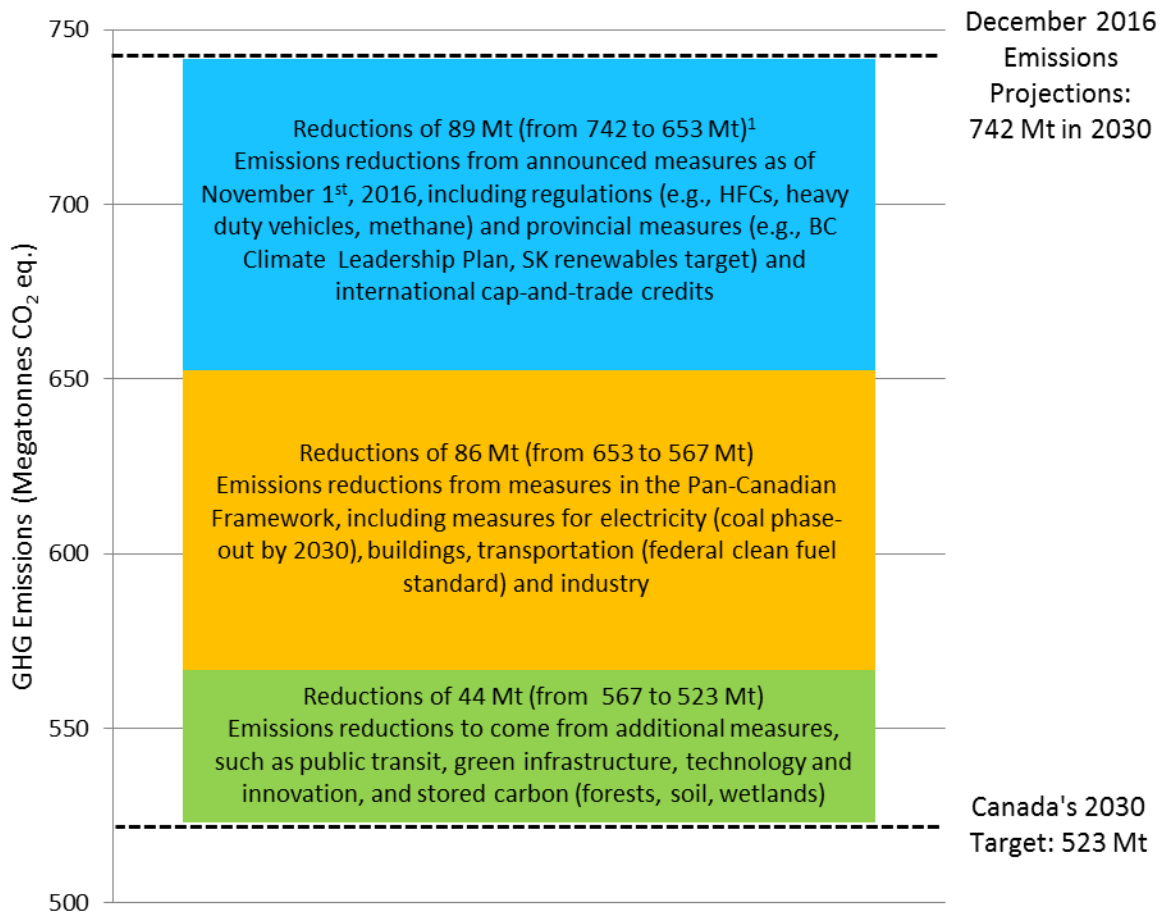 750
December 2016
Emissions
Projections:
742 Mt in 2030
Reductions of 89 Mt (from 742 to 653 Mt)¹
Emissions reductions from announced measures as of
November 1ˢᵗ, 2016, including regulations (e.g., HFCs, heavy
duty vehicles, methane) and provincial measures (e.g., BC
Climate Leadership Plan, SK renewables target) and
international cap-and-trade credits
700
650
GHG Emissions (Megatonnes CO₂ eq.)
Reductions of 86 Mt (from 653 to 567 Mt)
Emissions reductions from measures in the Pan-Canadian
Framework, including measures for electricity (coal phase-
out by 2030), buildings, transportation (federal clean fuel
standard) and industry
600
Reductions of 44 Mt (from 567 to 523 Mt)
Emissions reductions to come from additional measures,
such as public transit, green infrastructure, technology and
innovation, and stored carbon (forests, soil, wetlands)
550
Canada's 2030
Target: 523 Mt
500